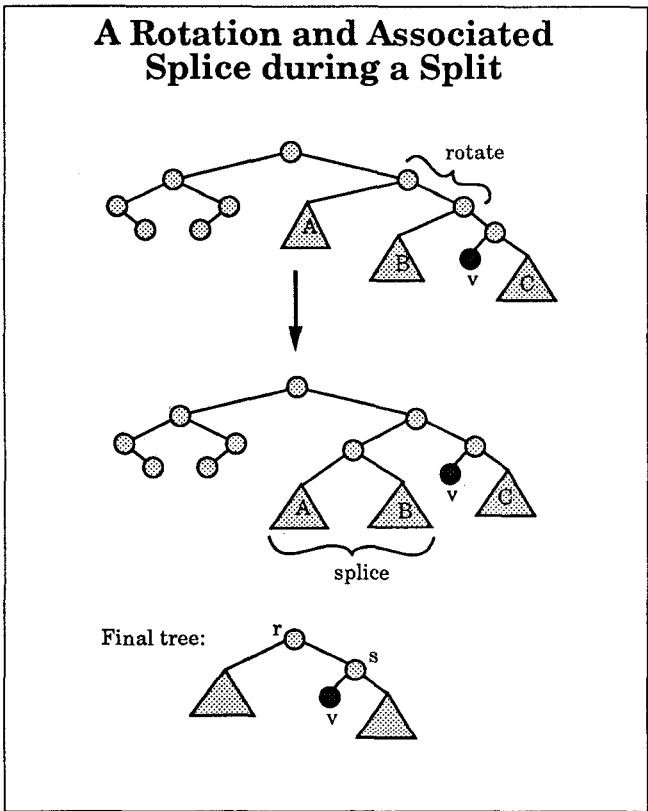 A Rotation and Associated
Splice during a Split
rotate
A
B
v
C
A
B
v
C
splice
Final tree:
r
s
v